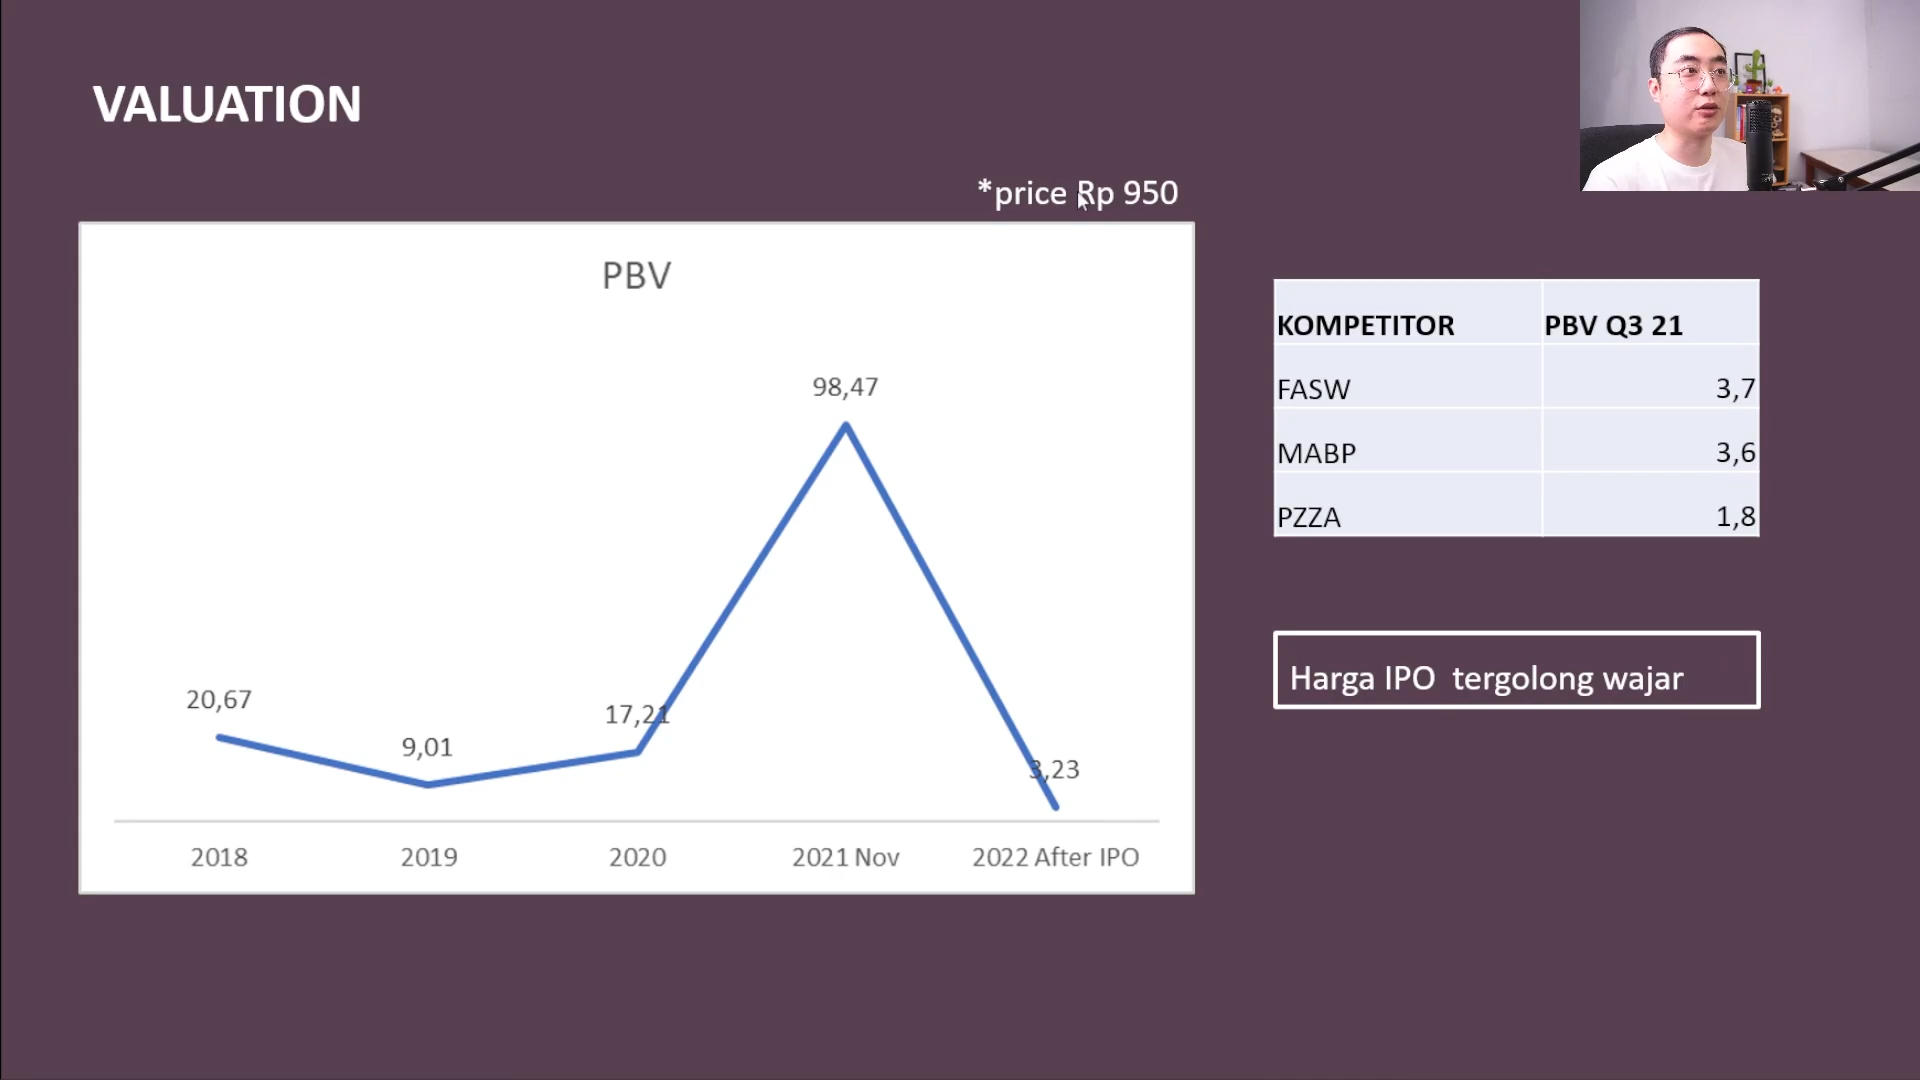 VALUATION
*price Rp 950
PBV
98,47
20,67
17,21
9,01
3,23
2018 2019 2020 2021 Nov 2022 After IPO
KOMPETITOR PBV Q3 21
FASW 3,7
MABP 3,6
PZZA 1,8
Harga IPO tergolong wajar